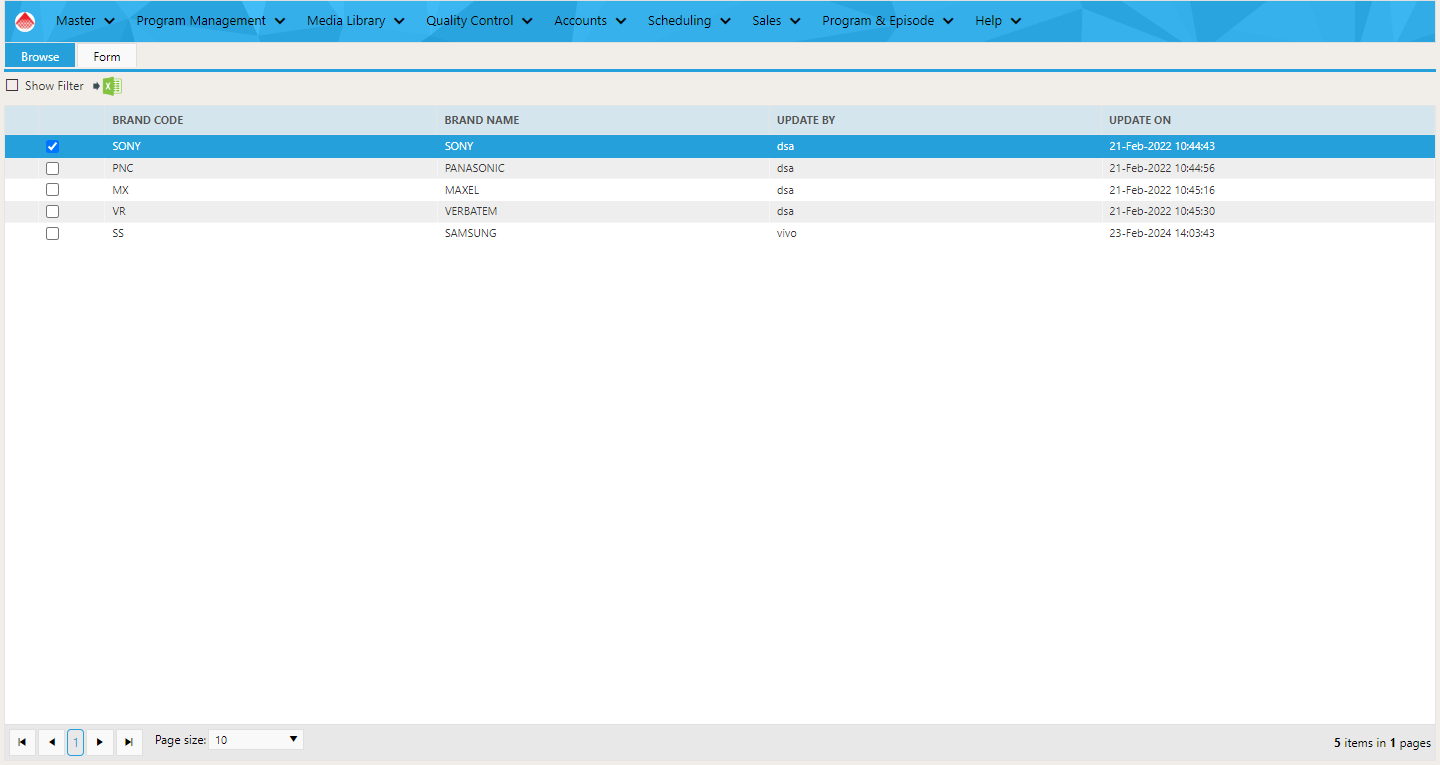 Master Program Management Media Library Quality Control Accounts Scheduling Sales Program & Episode Help
Browse Form
Show Filter
BRAND CODE BRAND NAME UPDATE BY UPDATE ON
SONY SONY dsa 21-Feb-2022 10:44:43
PNC PANASONIC dsa 21-Feb-2022 10:44:56
MX MAXEL dsa 21-Feb-2022 10:45:16
VR VERBATEM dsa 21-Feb-2022 10:45:30
SS SAMSUNG vivo 23-Feb-2024 14:03:43
1 Page size: 10 5 items in 1 pages